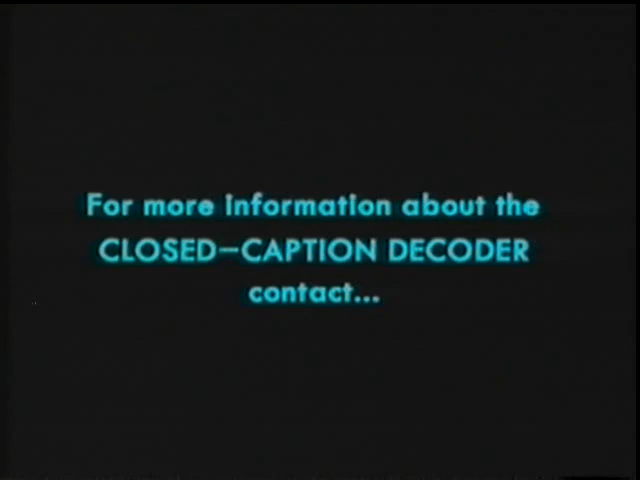 For more information about the
CLOSED-CAPTION DECODER
contact...